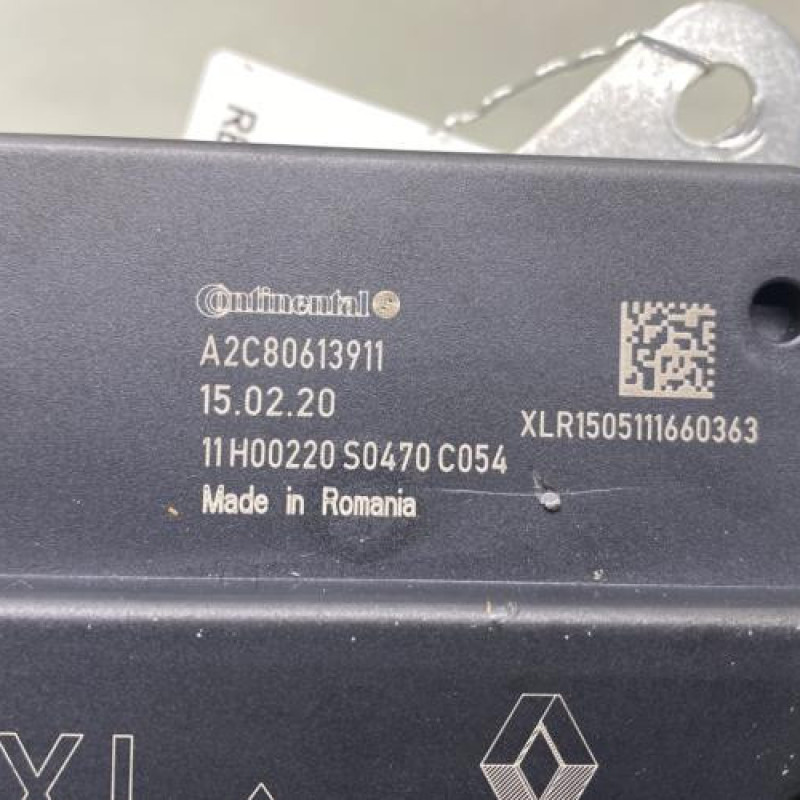 Continental
A2C80613911
15.02.20
XLR1505111660363
11 H00220 S0470 C054
Made in Romania